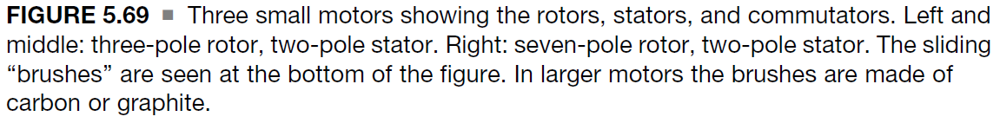 FIGURE 5.69 ■ Three small motors showing the rotors, stators, and commutators. Left and
middle: three-pole rotor, two-pole stator. Right: seven-pole rotor, two-pole stator. The sliding
“brushes” are seen at the bottom of the figure. In larger motors the brushes are made of
carbon or graphite.